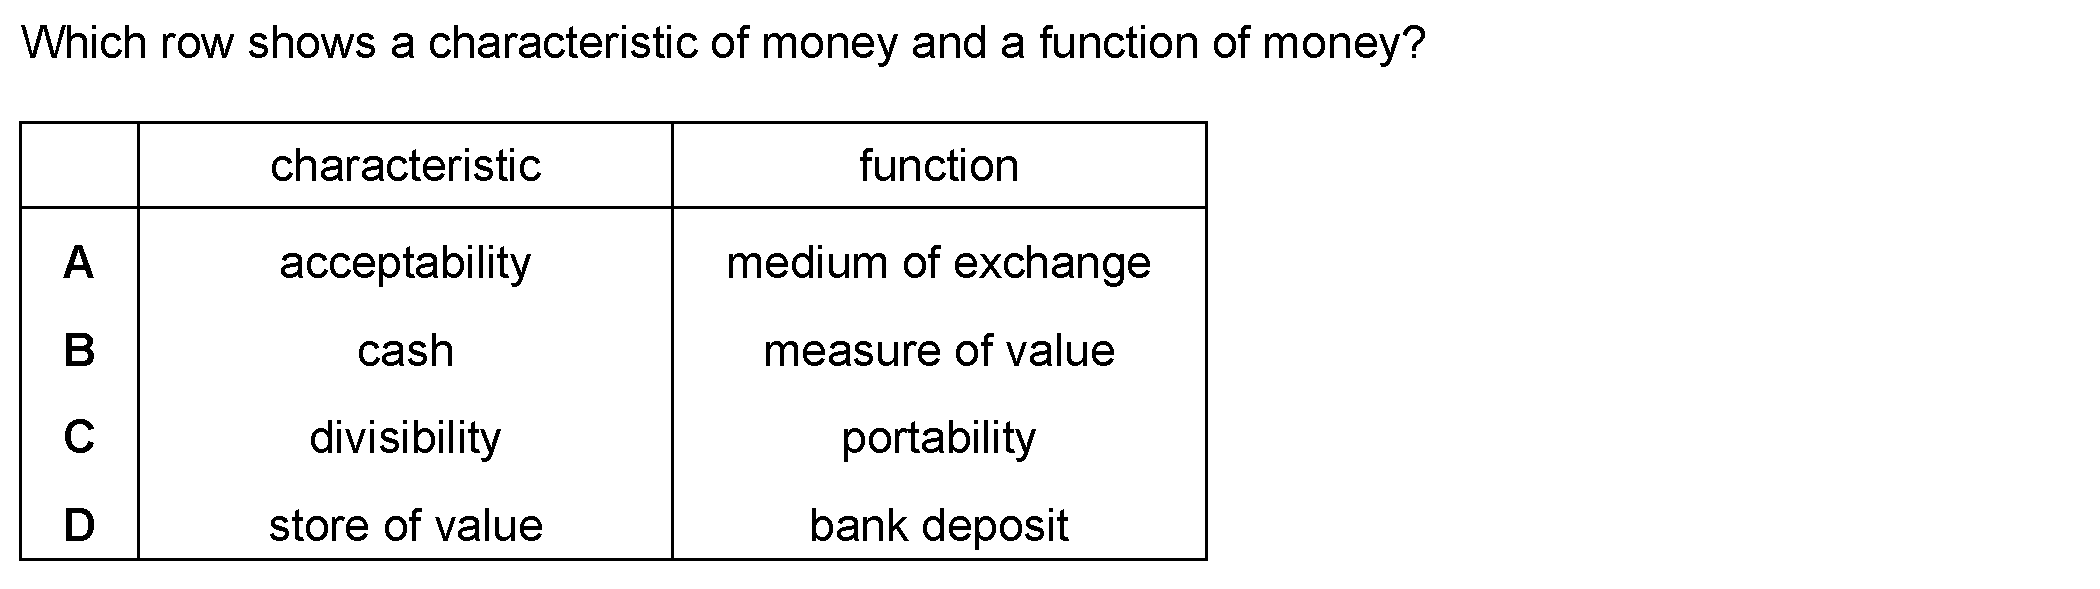 Which row shows a characteristic of money and a function of money?
characteristic function
A acceptability medium of exchange
B cash measure of value
C divisibility portability
D store of value bank deposit